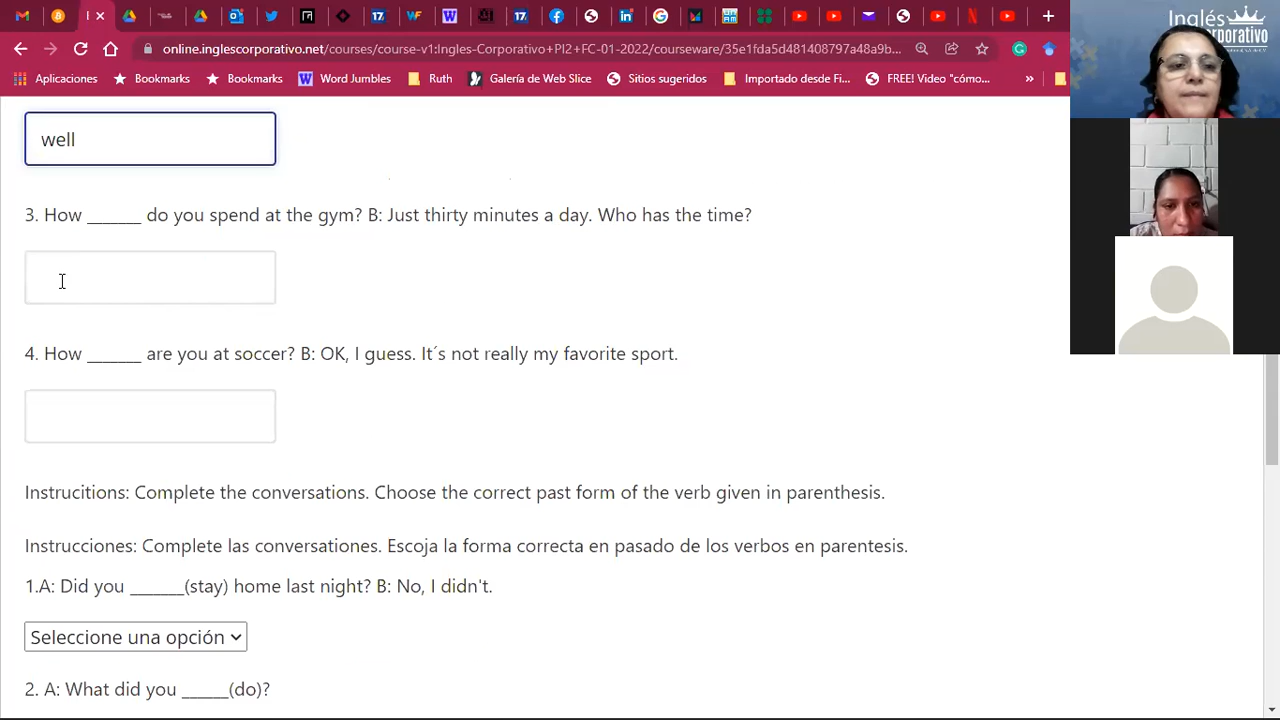 online.inglescorporativo.net/courses/course-v1:Ingles-Corporativo+PI2+FC-01-2022/courseware/35e1fda5d481408797a48a9b...
Aplicaciones Bookmarks Bookmarks Word Jumbles Ruth Galería de Web Slice Sitios sugeridos Importado desde Fi... FREE! Video "cómo... »
Inglés
Corporativo
well
3. How ______ do you spend at the gym? B: Just thirty minutes a day. Who has the time?
4. How ______ are you at soccer? B: OK, I guess. It´s not really my favorite sport.
Instrucitions: Complete the conversations. Choose the correct past form of the verb given in parenthesis.
Instrucciones: Complete las conversationes. Escoja la forma correcta en pasado de los verbos en parentesis.
1.A: Did you ______(stay) home last night? B: No, I didn't.
Seleccione una opción
2. A: What did you _____(do)?